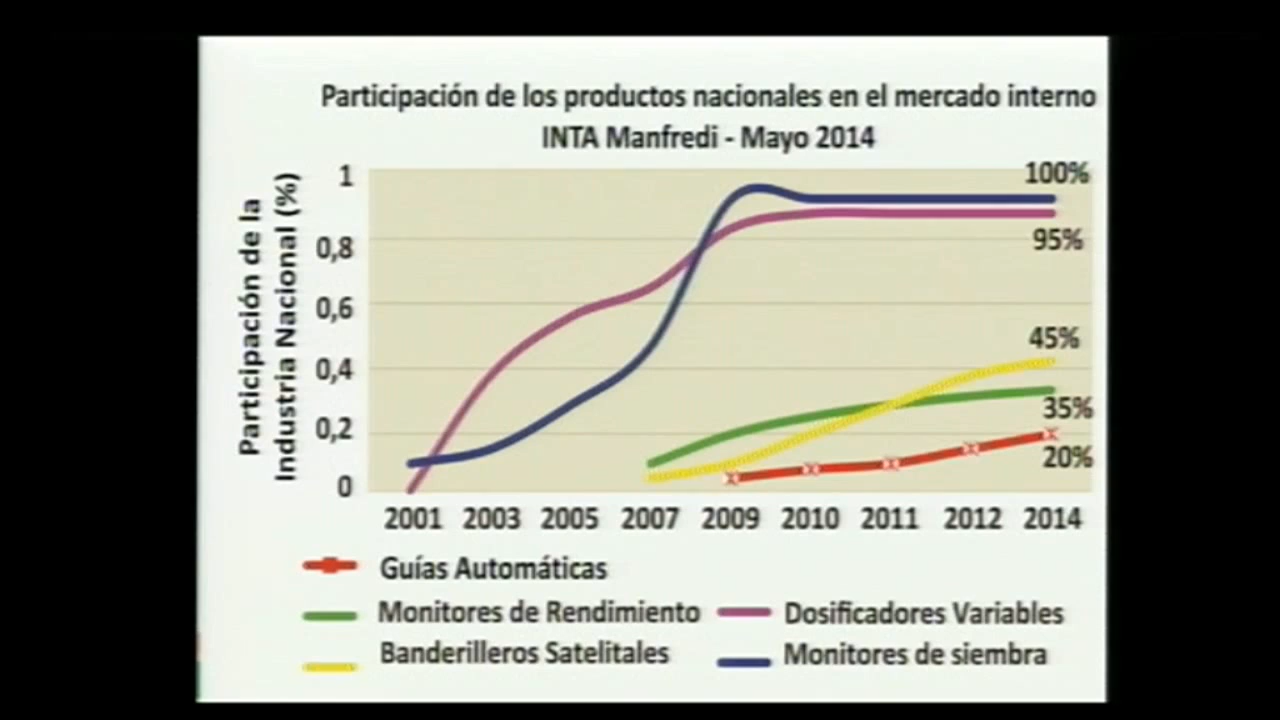 Participación de los productos nacionales en el mercado interno
INTA Manfredi - Mayo 2014
Participación de la
Industria Nacional (%)
1
0,8
0,6
0,4
0,2
0
100%
95%
45%
35%
20%
2001 2003 2005 2007 2009 2010 2011 2012 2014
Guías Automáticas
Monitores de Rendimiento Dosificadores Variables
Banderilleros Satelitales Monitores de siembra